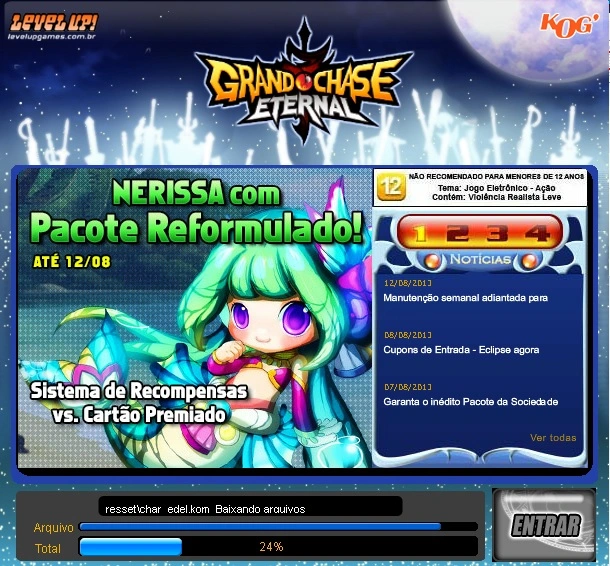 LEVEL UP!
levelupgames.com.br
KOG'
GRAND CHASE
ETERNAL
NERISSA com
Pacote Reformulado!
ATÉ 12/08
Sistema de Recompensas
vs. Cartão Premiado
12
NÃO RECOMENDADO PARA MENORES DE 12 ANOS
Tema: Jogo Eletrônico - Ação
Contém: Violência Realista Leve
1 2 3 4
NOTÍCIAS
12/08/2013
Manutenção semanal adiantada para
08/08/2013
Cupons de Entrada - Eclipse agora
07/08/2013
Garanta o inédito Pacote da Sociedade
Ver todas
resset\char_edel.kom Baixando arquivos
Arquivo
Total
24%
ENTRAR